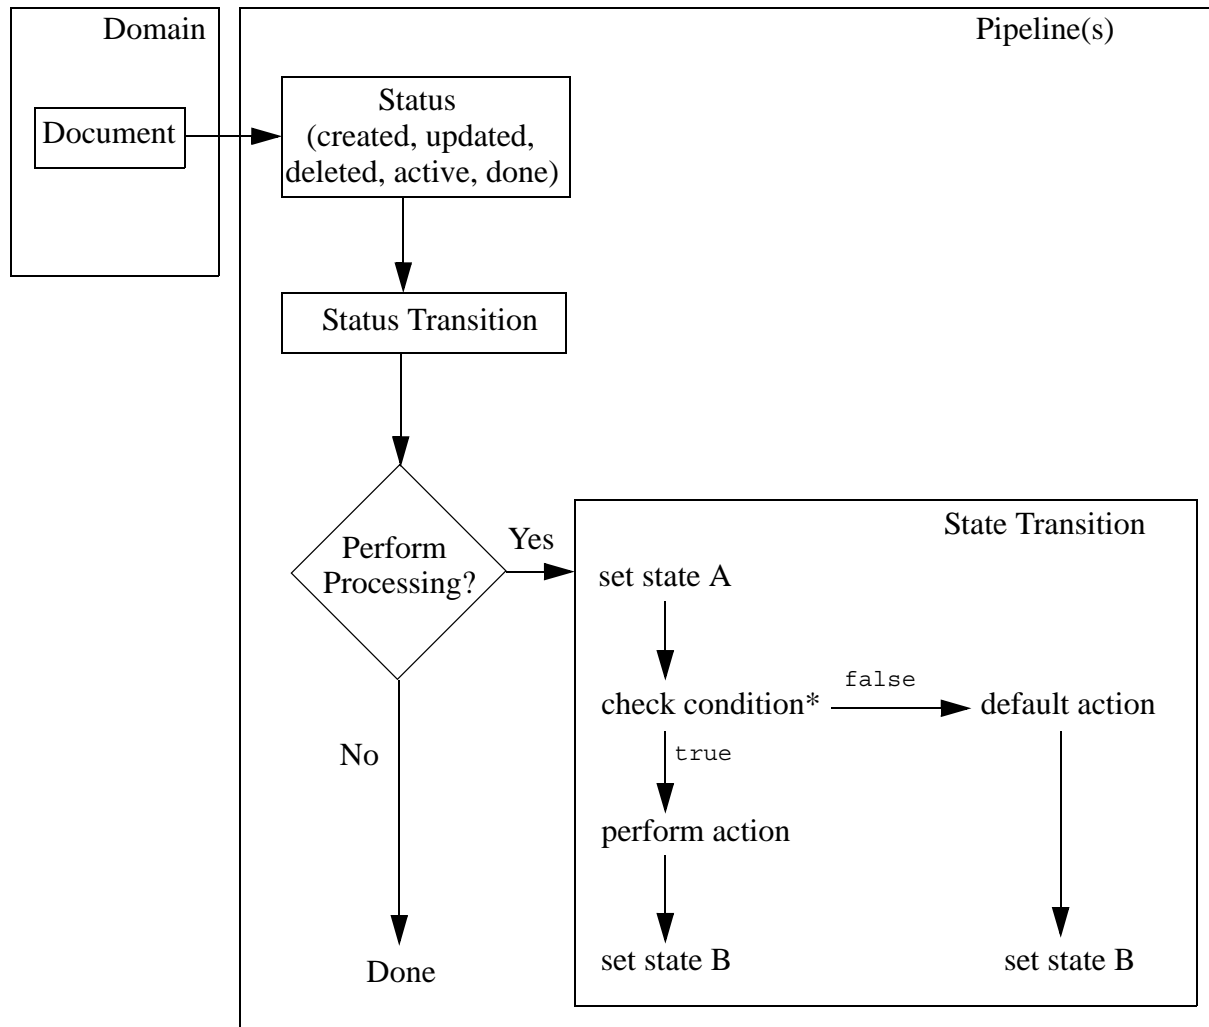 Domain
Pipeline(s)
Document
Status
(created, updated,
deleted, active, done)
Status Transition
Perform
Processing?
Yes
No
Done
State Transition
set state A
check condition*
false
default action
true
perform action
set state B
set state B